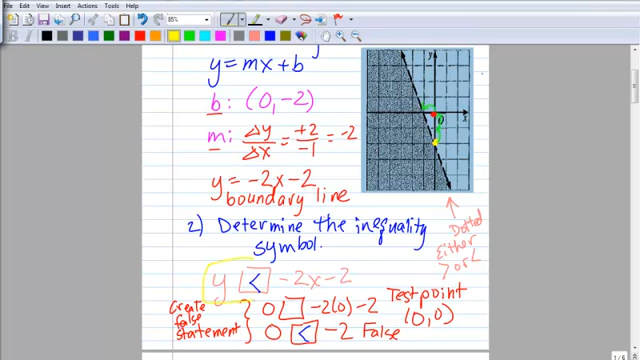 File Edit View Insert Actions Tools Help
85%
y = mx + b
b: (0, -2)
m: Δy/Δx = +2/-1 = -2
y = -2x - 2
boundary line
y
x
0
2) Determine the inequality
symbol.
Dotted
Either
> or <
y < -2x - 2
Create
false
statement
0 □ -2(0) - 2
0 < -2 False
Test point
(0, 0)
1/6